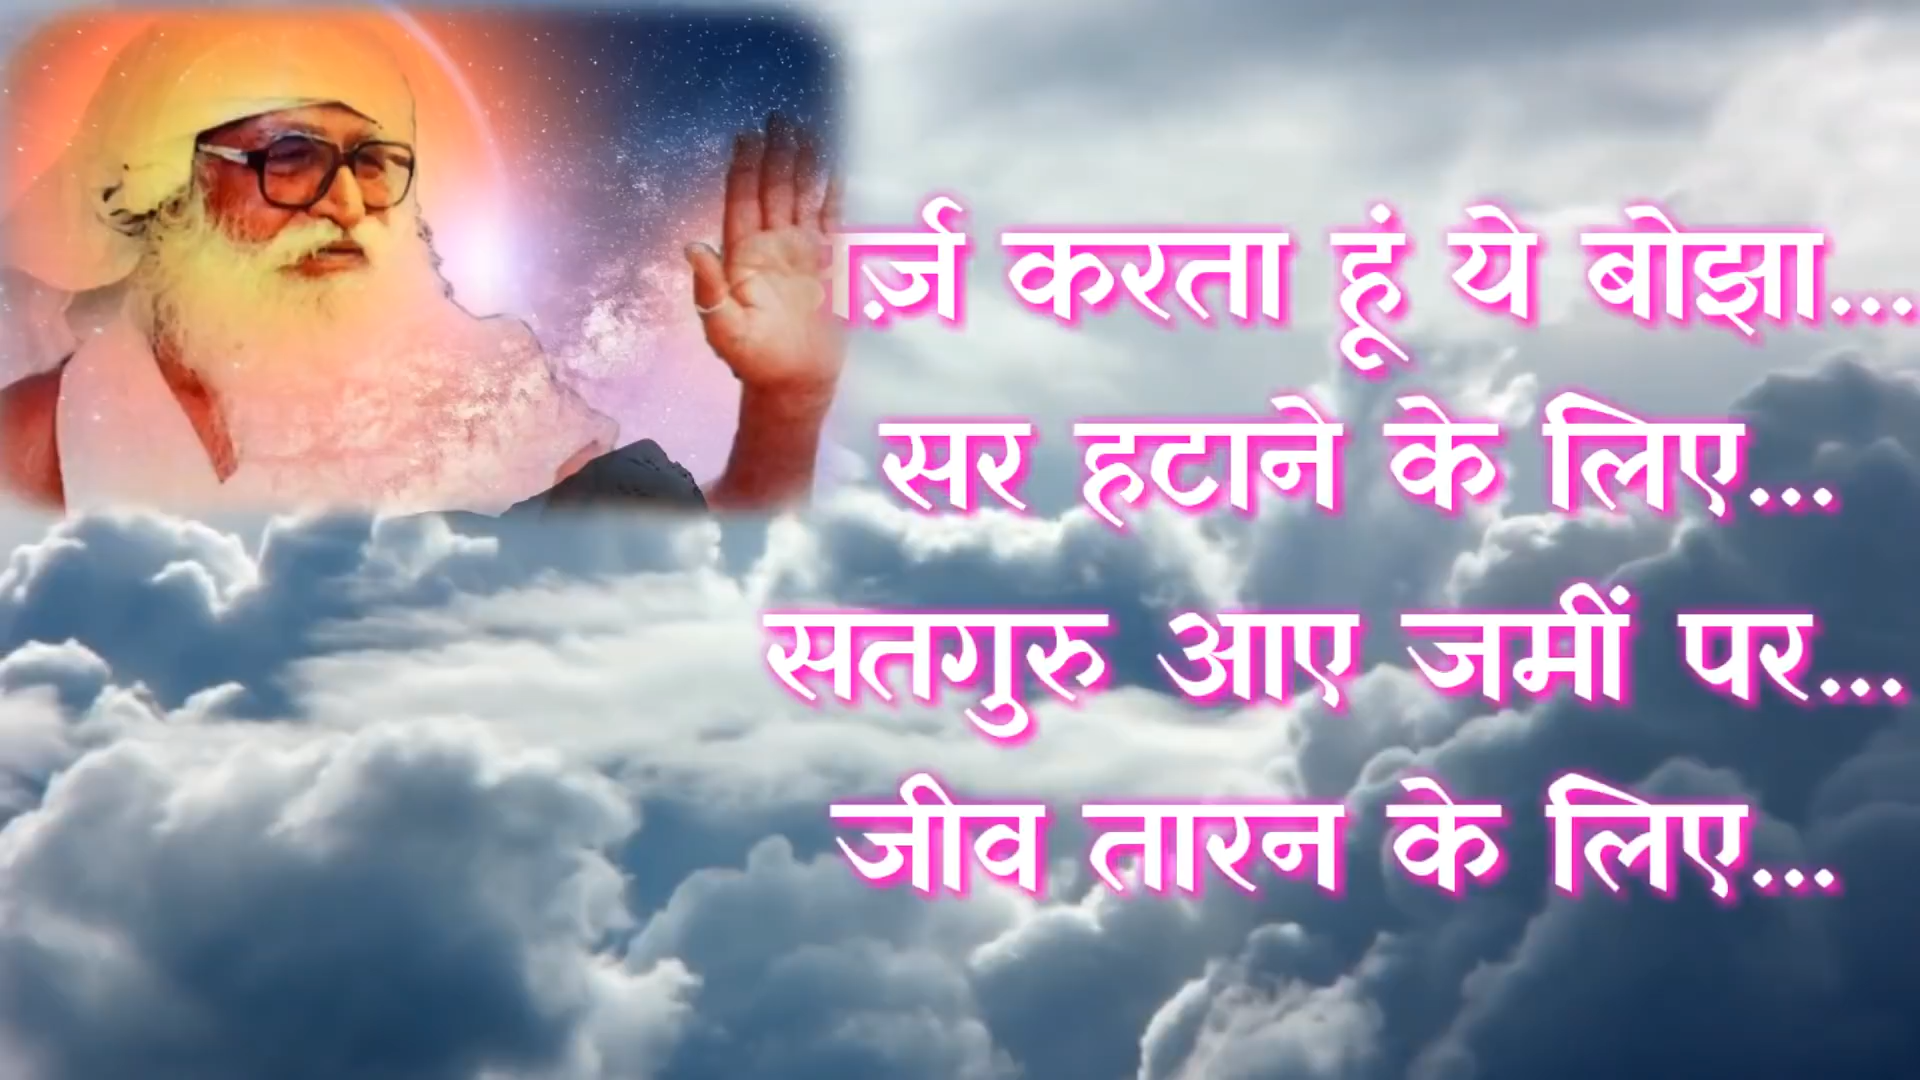 करता हूं ये बोझा...
सर हटाने के लिए...
सतगुरु आए जमीं पर...
जीव तारन के लिए...